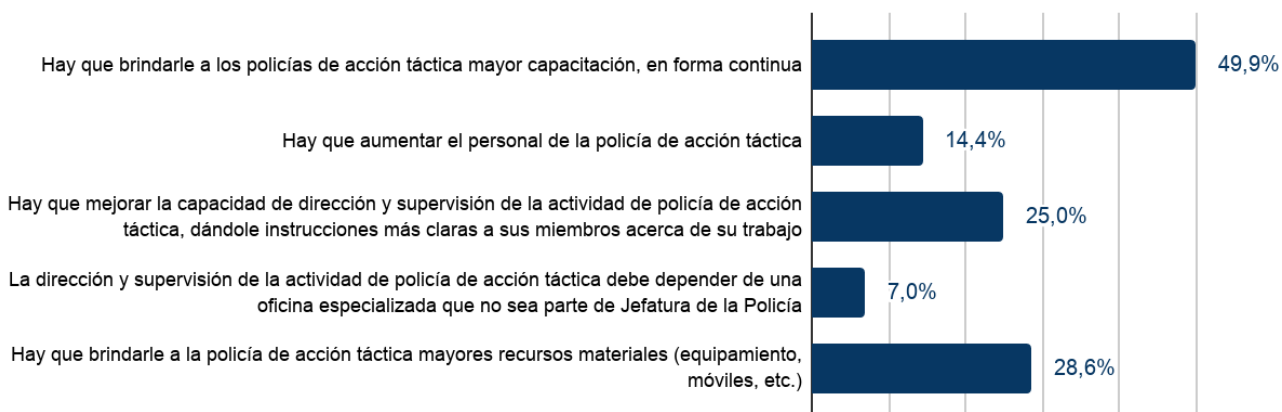 Hay que brindarle a los policías de acción táctica mayor capacitación, en forma continua
49,9%
Hay que aumentar el personal de la policía de acción táctica
14,4%
Hay que mejorar la capacidad de dirección y supervisión de la actividad de policía de acción
táctica, dándole instrucciones más claras a sus miembros acerca de su trabajo
25,0%
La dirección y supervisión de la actividad de policía de acción táctica debe depender de una
oficina especializada que no sea parte de Jefatura de la Policía
7,0%
Hay que brindarle a la policía de acción táctica mayores recursos materiales (equipamiento,
móviles, etc.)
28,6%